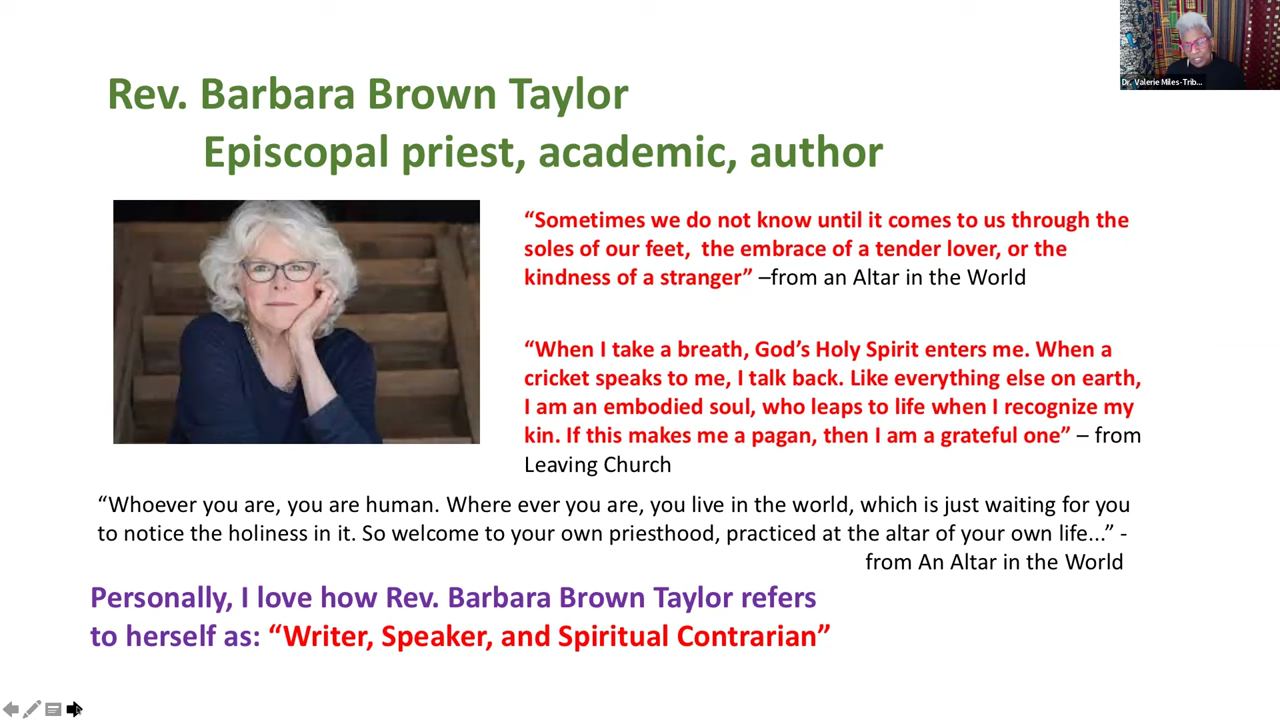 Rev. Barbara Brown Taylor
Episcopal priest, academic, author
Dr. Valerie Miles-Trib...
“Sometimes we do not know until it comes to us through the
soles of our feet,  the embrace of a tender lover, or the
kindness of a stranger” –from an Altar in the World
“When I take a breath, God’s Holy Spirit enters me. When a
cricket speaks to me, I talk back. Like everything else on earth,
I am an embodied soul, who leaps to life when I recognize my
kin. If this makes me a pagan, then I am a grateful one” – from
Leaving Church
“Whoever you are, you are human. Where ever you are, you live in the world, which is just waiting for you
to notice the holiness in it. So welcome to your own priesthood, practiced at the altar of your own life...” -
from An Altar in the World
Personally, I love how Rev. Barbara Brown Taylor refers
to herself as: “Writer, Speaker, and Spiritual Contrarian”